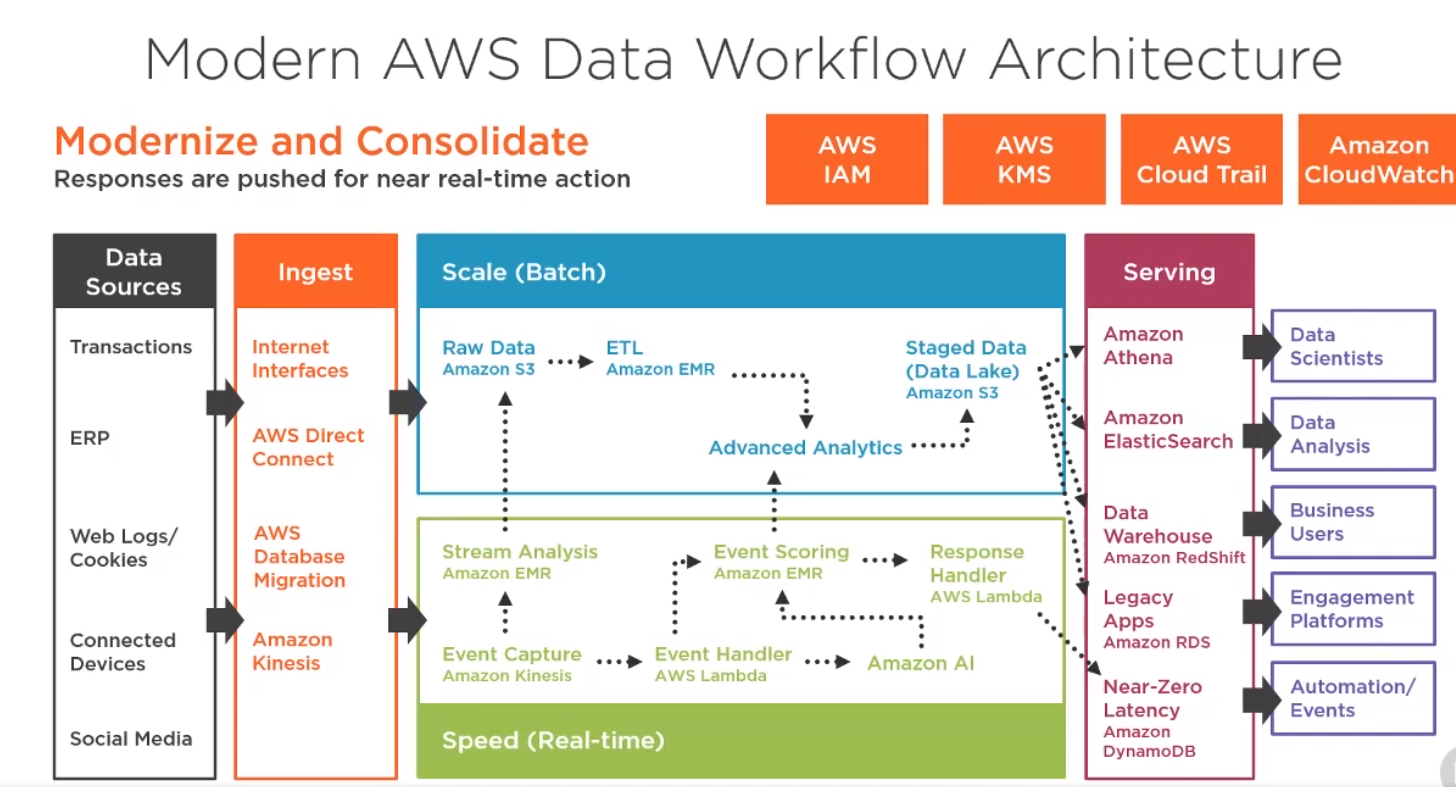 Modern AWS Data Workflow Architecture
Modernize and Consolidate
Responses are pushed for near real-time action
AWS
IAM
AWS
KMS
AWS
Cloud Trail
Amazon
CloudWatch
Data
Sources
Transactions
ERP
Web Logs/
Cookies
Connected
Devices
Social Media
Ingest
Internet
Interfaces
AWS Direct
Connect
AWS
Database
Migration
Amazon
Kinesis
Scale (Batch)
Raw Data
Amazon S3
ETL
Amazon EMR
Staged Data
(Data Lake)
Amazon S3
Advanced Analytics
Stream Analysis
Amazon EMR
Event Scoring
Amazon EMR
Response
Handler
AWS Lambda
Event Capture
Amazon Kinesis
Event Handler
AWS Lambda
Amazon AI
Speed (Real-time)
Serving
Amazon
Athena
Amazon
ElasticSearch
Data
Warehouse
Amazon RedShift
Legacy
Apps
Amazon RDS
Near-Zero
Latency
Amazon
DynamoDB
Data
Scientists
Data
Analysis
Business
Users
Engagement
Platforms
Automation/
Events